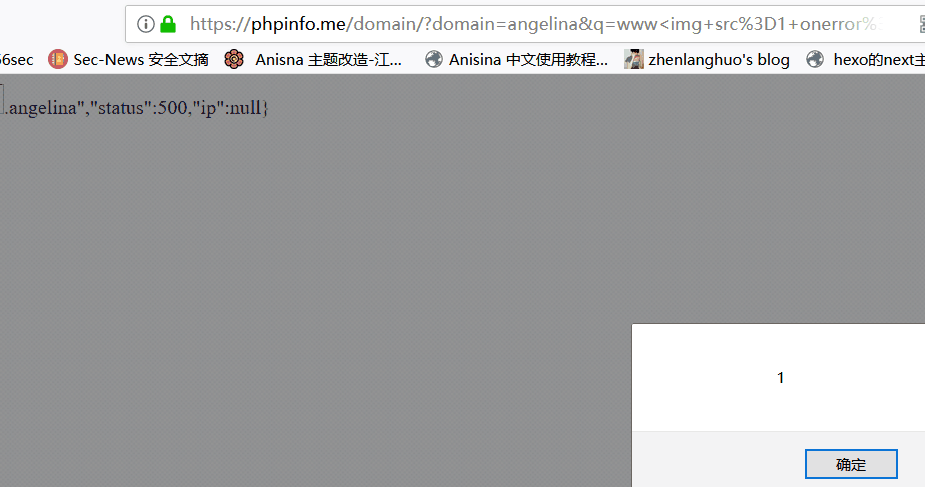 https://phpinfo.me/domain/?domain=angelina&q=www<img+src%3D1+onerror%
6sec Sec-News 安全文摘 Anisna 主题改造-江... Anisina 中文使用教程... zhenlanghuo's blog hexo的next主
.angelina","status":500,"ip":null}
1
确定